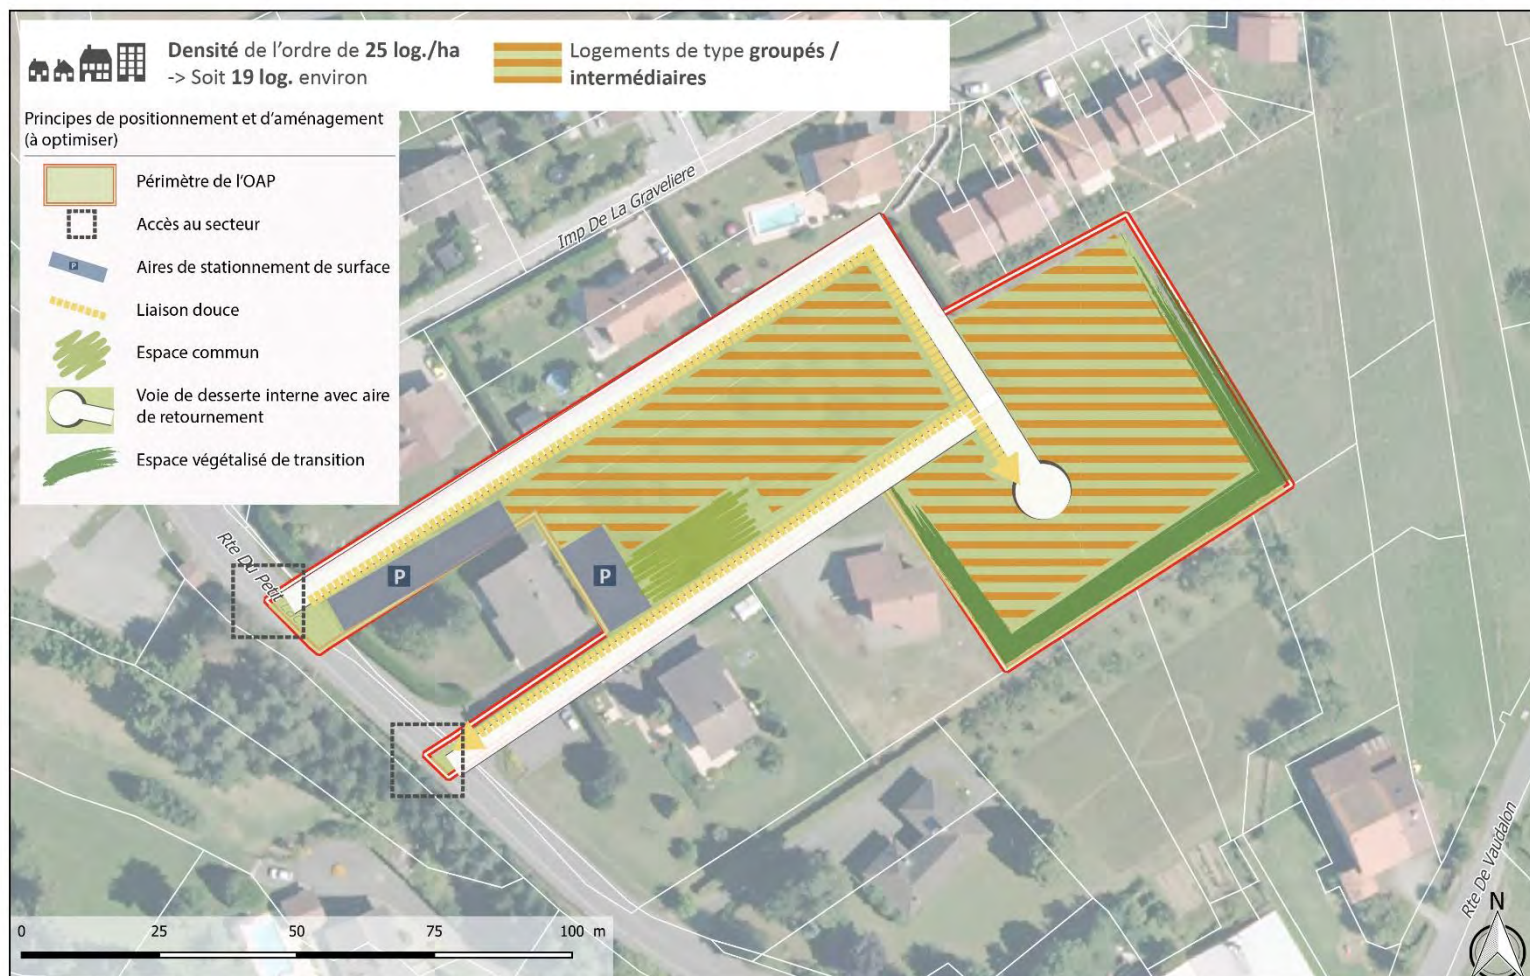 Densité de l'ordre de 25 log./ha
-> Soit 19 log. environ
Logements de type groupés /
intermédiaires
Principes de positionnement et d'aménagement
(à optimiser)
Périmètre de l'OAP
Accès au secteur
P
Aires de stationnement de surface
Liaison douce
Espace commun
Voie de desserte interne avec aire
de retournement
Espace végétalisé de transition
Imp De La Graveliere
Rte Du Petit
P
P
Rte De Vaudalon
N
0 25 50 75 100 m